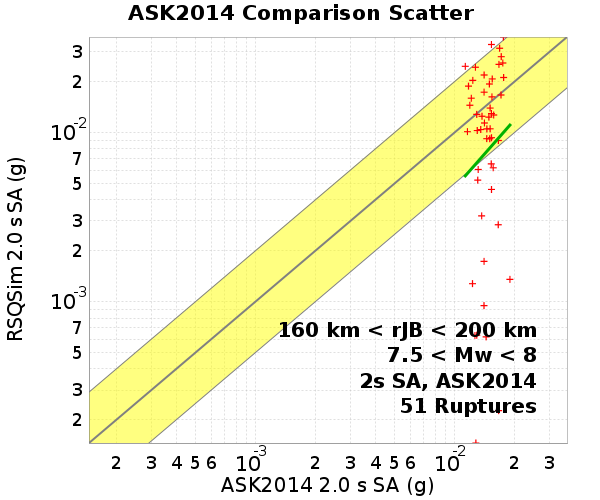 ASK2014 Comparison Scatter
RSQSim 2.0 s SA (g)
3
2
10-2
7
5
3
2
10-3
7
5
3
2
160 km < rJB < 200 km
7.5 < Mw < 8
2s SA, ASK2014
51 Ruptures
2 3 4 5 6 10-3 2 3 4 5 6 10-2 2 3
ASK2014 2.0 s SA (g)